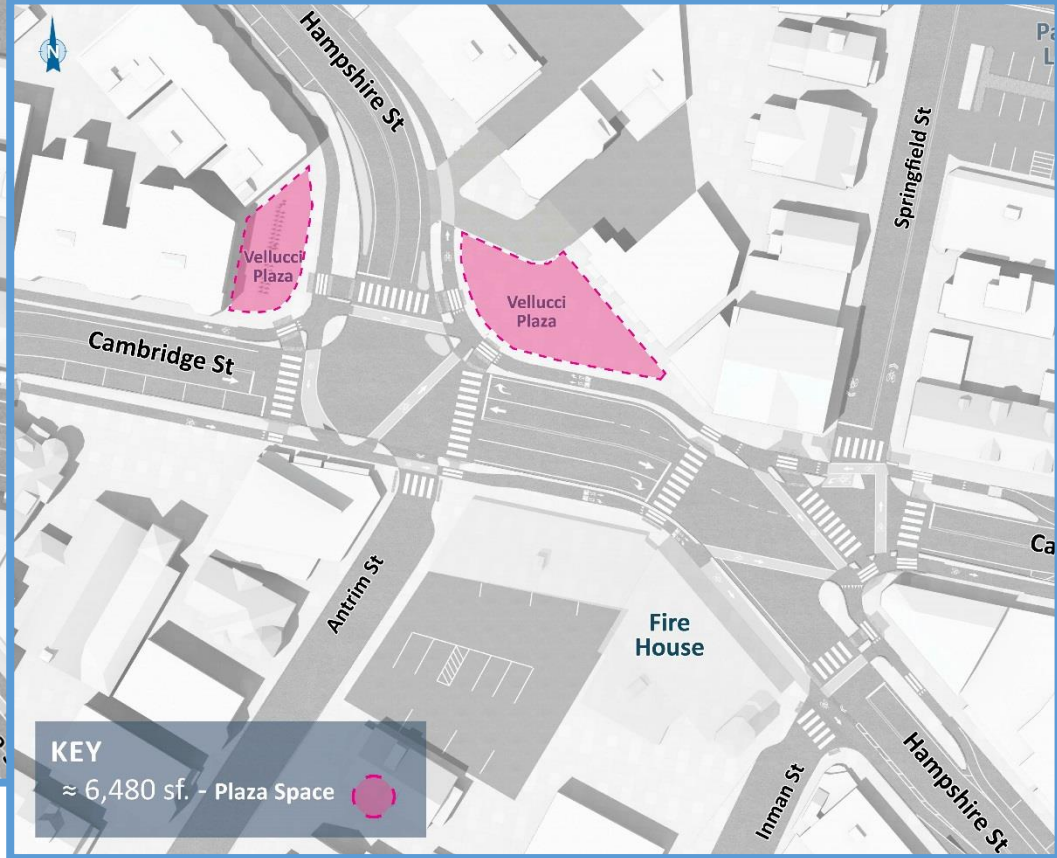 N
Hampshire St
Springfield St
Vellucci
Plaza
Vellucci
Plaza
Cambridge St
Antrim St
Fire
House
Inman St
Hampshire St
KEY
≈ 6,480 sf. - Plaza Space